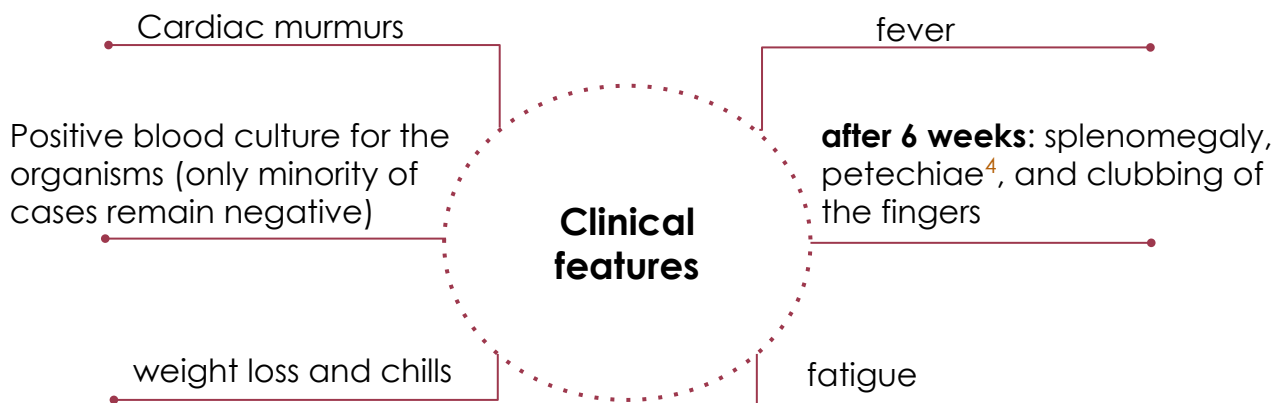 Cardiac murmurs
fever
Positive blood culture for the
organisms (only minority of
cases remain negative)
after 6 weeks: splenomegaly,
petechiae⁴, and clubbing of
the fingers
Clinical
features
weight loss and chills
fatigue